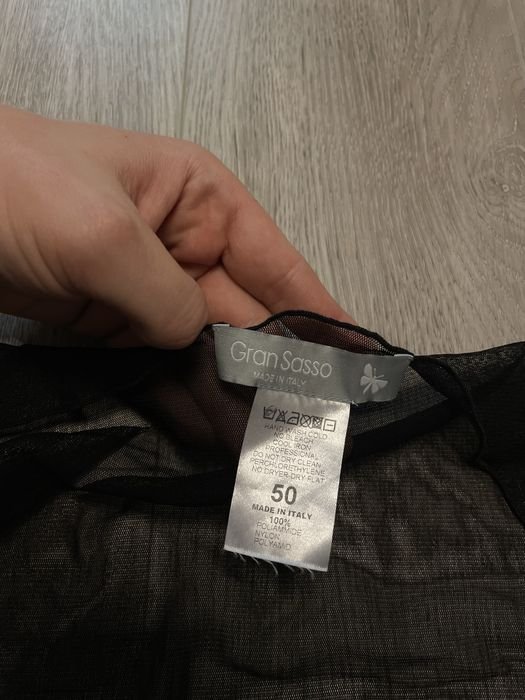 Gran Sasso
MADE IN ITALY
HAND WASH COLD
NO BLEACH
COOL IRON
PROFESSIONAL
DO NOT DRY CLEAN
PERCHLORETHYLENE
NO DRYER-DRY FLAT
50
MADE IN ITALY
100%
POLIAMMIDE
NYLON
POLYAMID